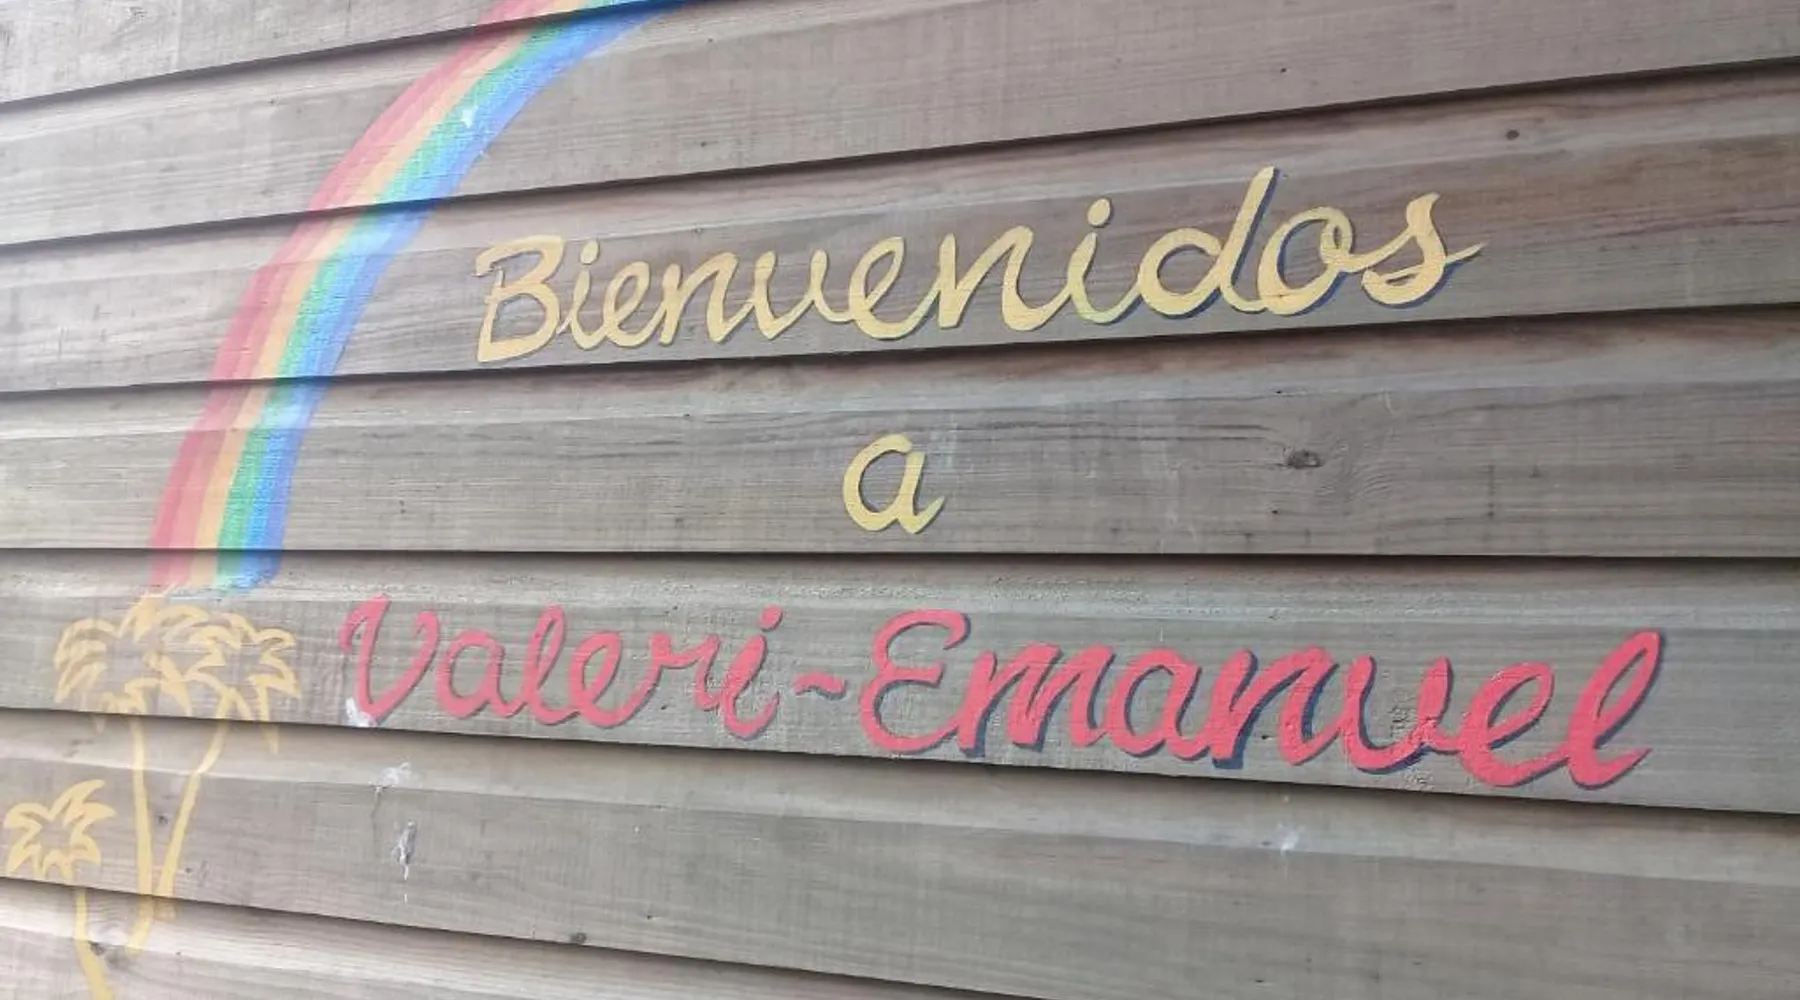 Bienvenidos
a
Valeri-Emanuel